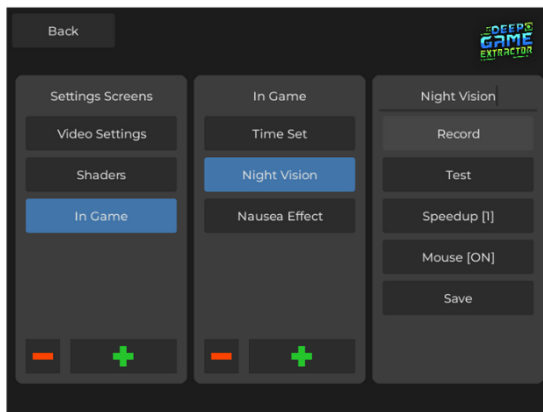 Back
DEEP
GAME
EXTRACTOR
Settings Screens
Video Settings
Shaders
In Game
In Game
Time Set
Night Vision
Nausea Effect
Night Vision
Record
Test
Speedup [1]
Mouse [ON]
Save